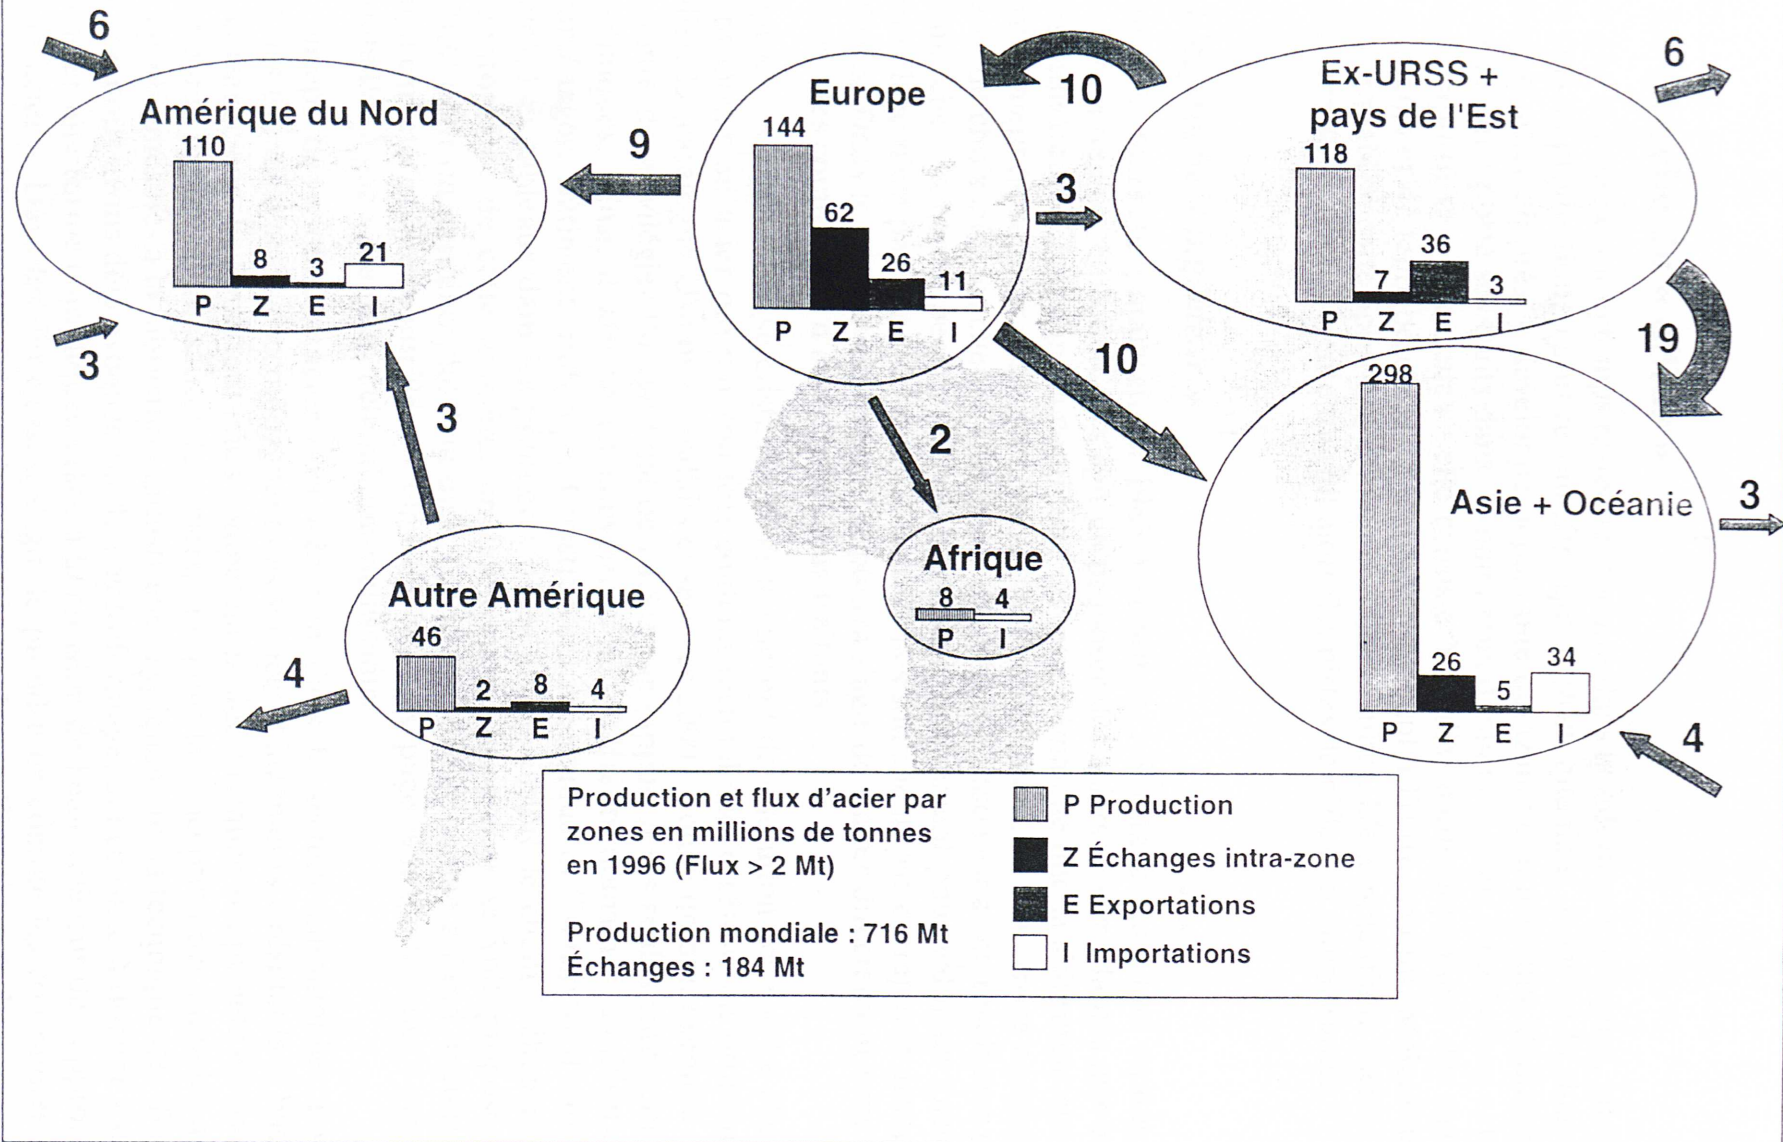 6
Amérique du Nord
110
8
3
21
P Z E I
3
9
Europe
144
62
26
11
P Z E I
10
3
Ex-URSS +
pays de l'Est
118
7
36
3
P Z E I
6
19
10
2
3
Afrique
8 4
P I
Asie + Océanie
298
26
5
34
P Z E I
3
4
Autre Amérique
46
2
8
4
P Z E I
4
Production et flux d'acier par
zones en millions de tonnes
en 1996 (Flux > 2 Mt)
Production mondiale : 716 Mt
Échanges : 184 Mt
P Production
Z Échanges intra-zone
E Exportations
I Importations